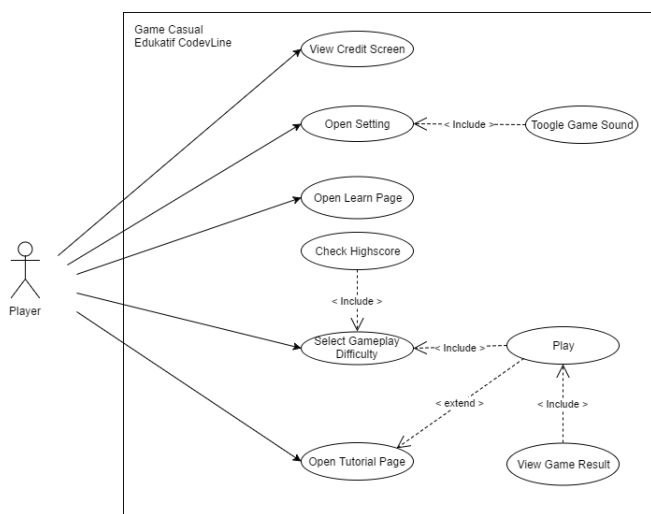 Game Casual
Edukatif CodevLine
View Credit Screen
Open Setting
< Include >
Toogle Game Sound
Open Learn Page
Check Highscore
< Include >
Player
Select Gameplay
Difficulty
< Include >
Play
< extend >
< Include >
Open Tutorial Page
View Game Result